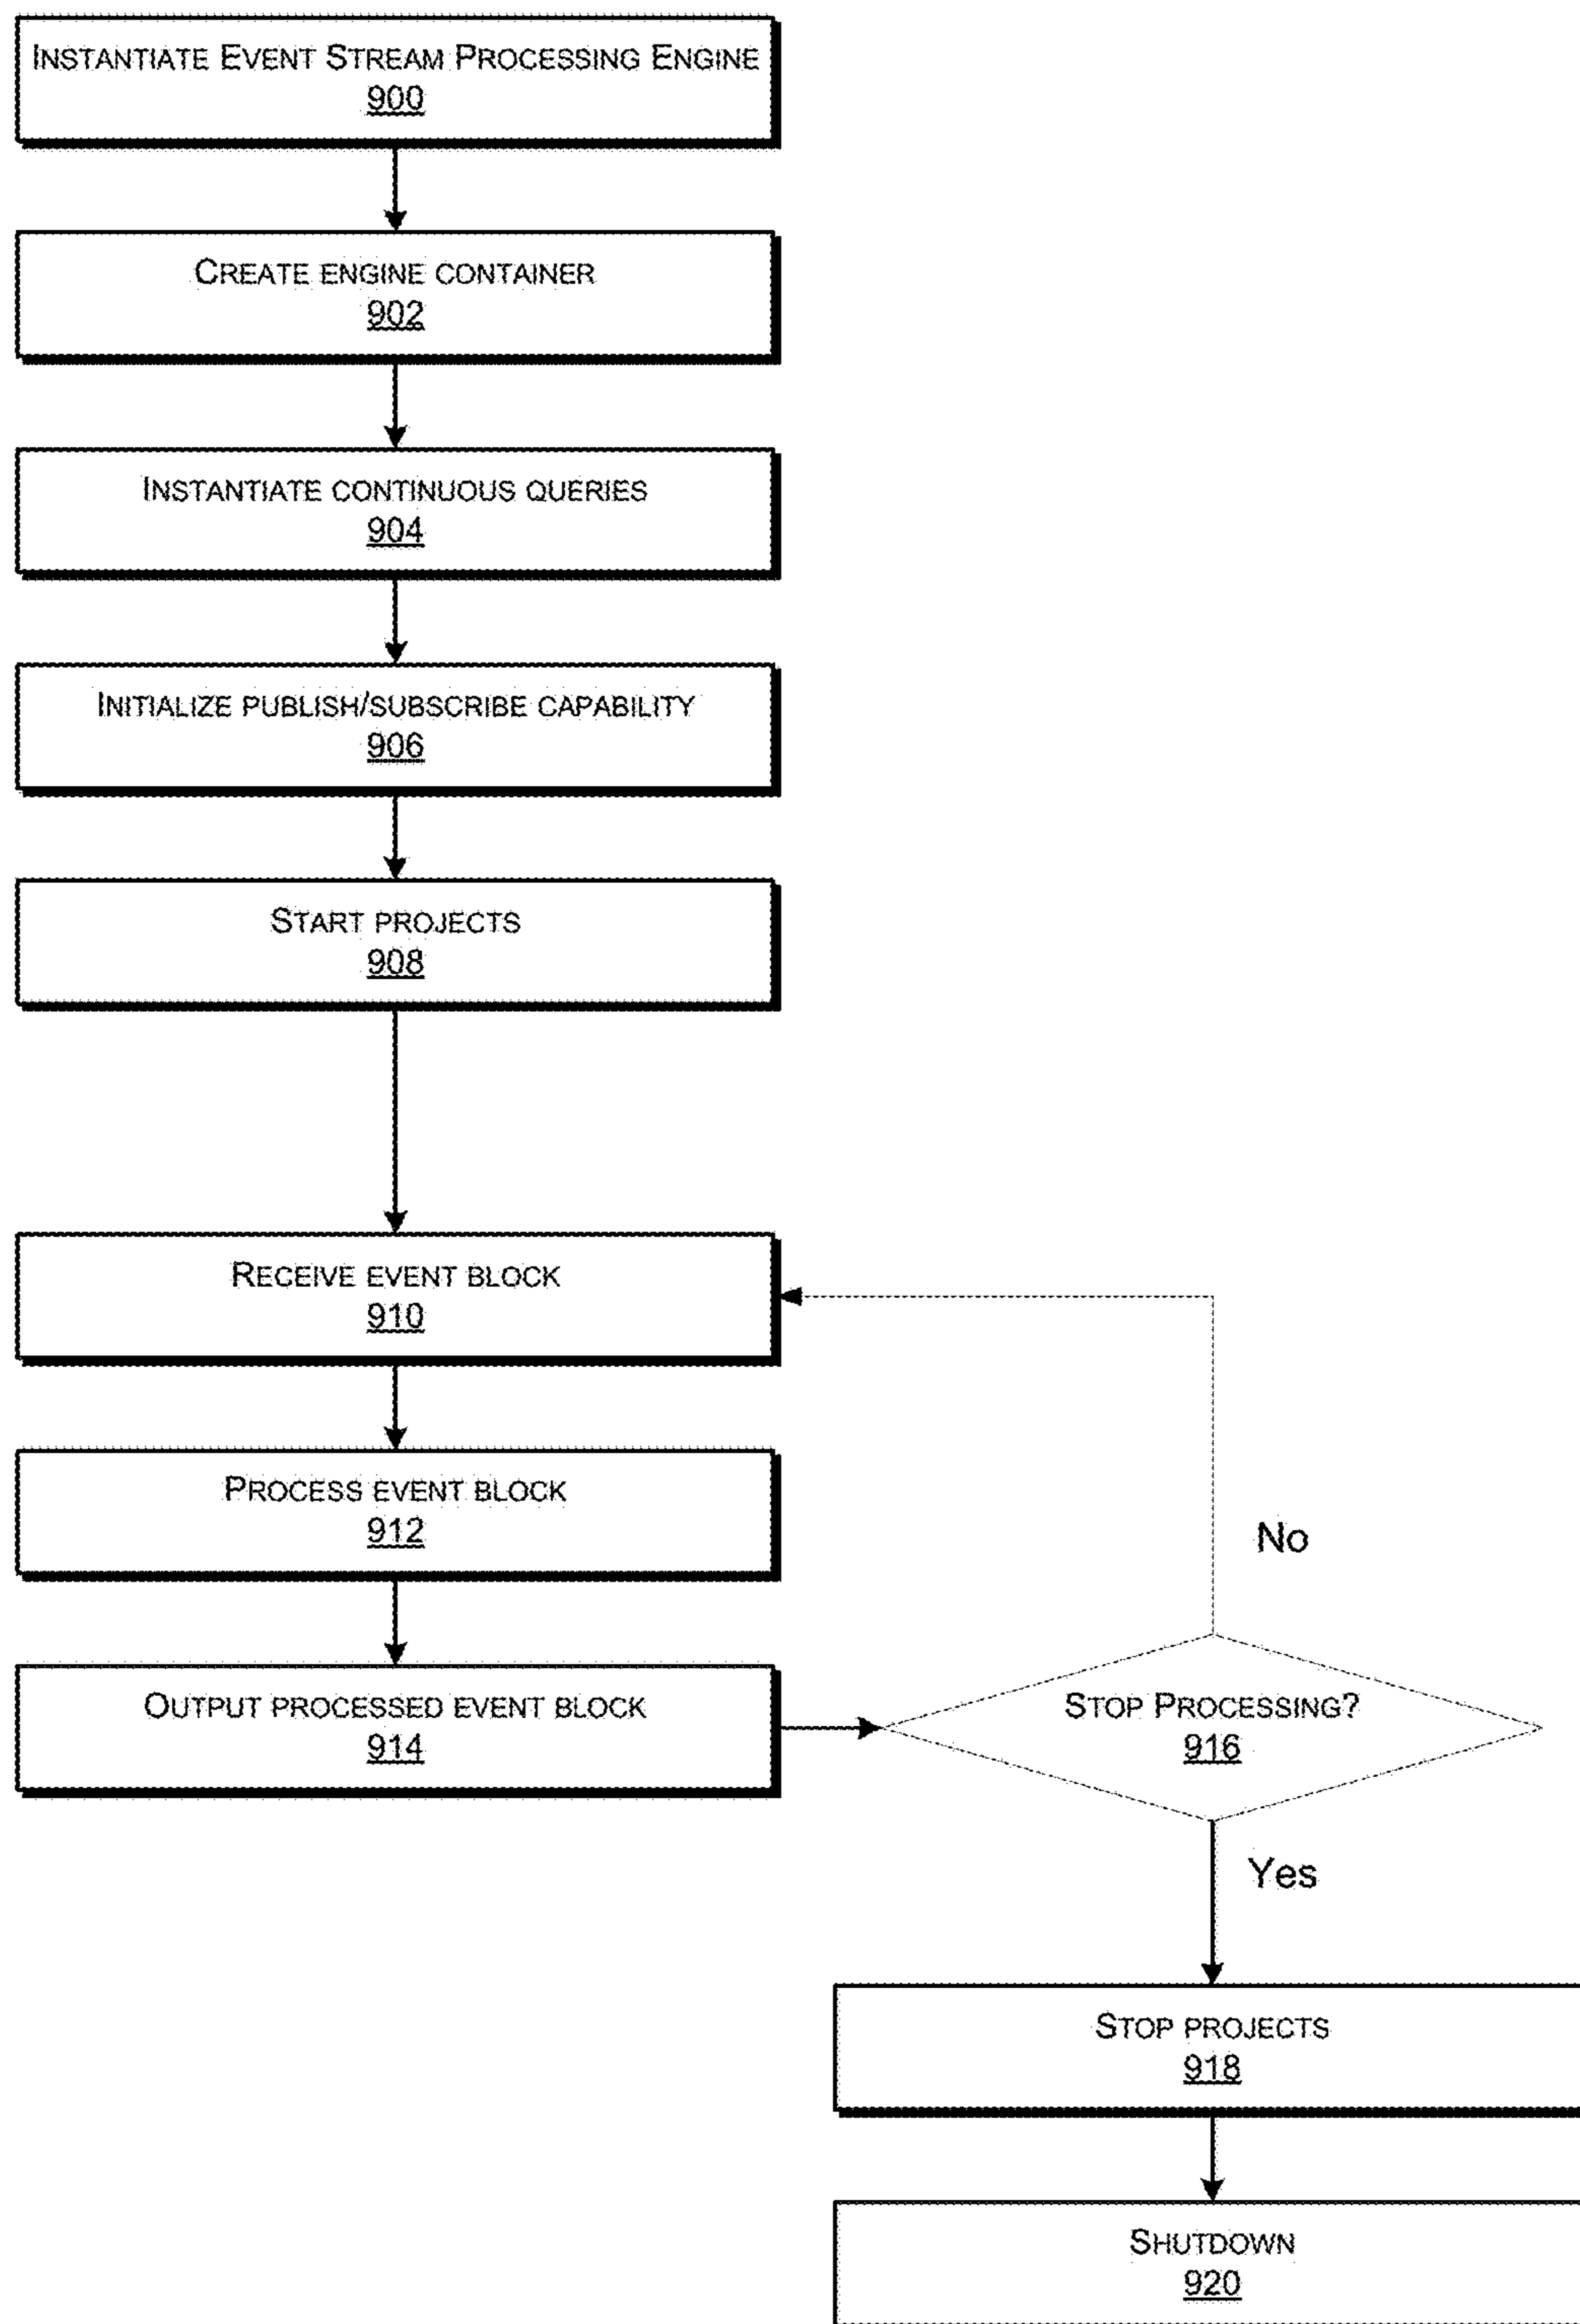 INSTANTIATE EVENT STREAM PROCESSING ENGINE
900
CREATE ENGINE CONTAINER
902
INSTANTIATE CONTINUOUS QUERIES
904
INITIALIZE PUBLISH/SUBSCRIBE CAPABILITY
906
START PROJECTS
908
RECEIVE EVENT BLOCK
910
PROCESS EVENT BLOCK
912
No
OUTPUT PROCESSED EVENT BLOCK
914
STOP PROCESSING?
916
Yes
STOP PROJECTS
918
SHUTDOWN
920